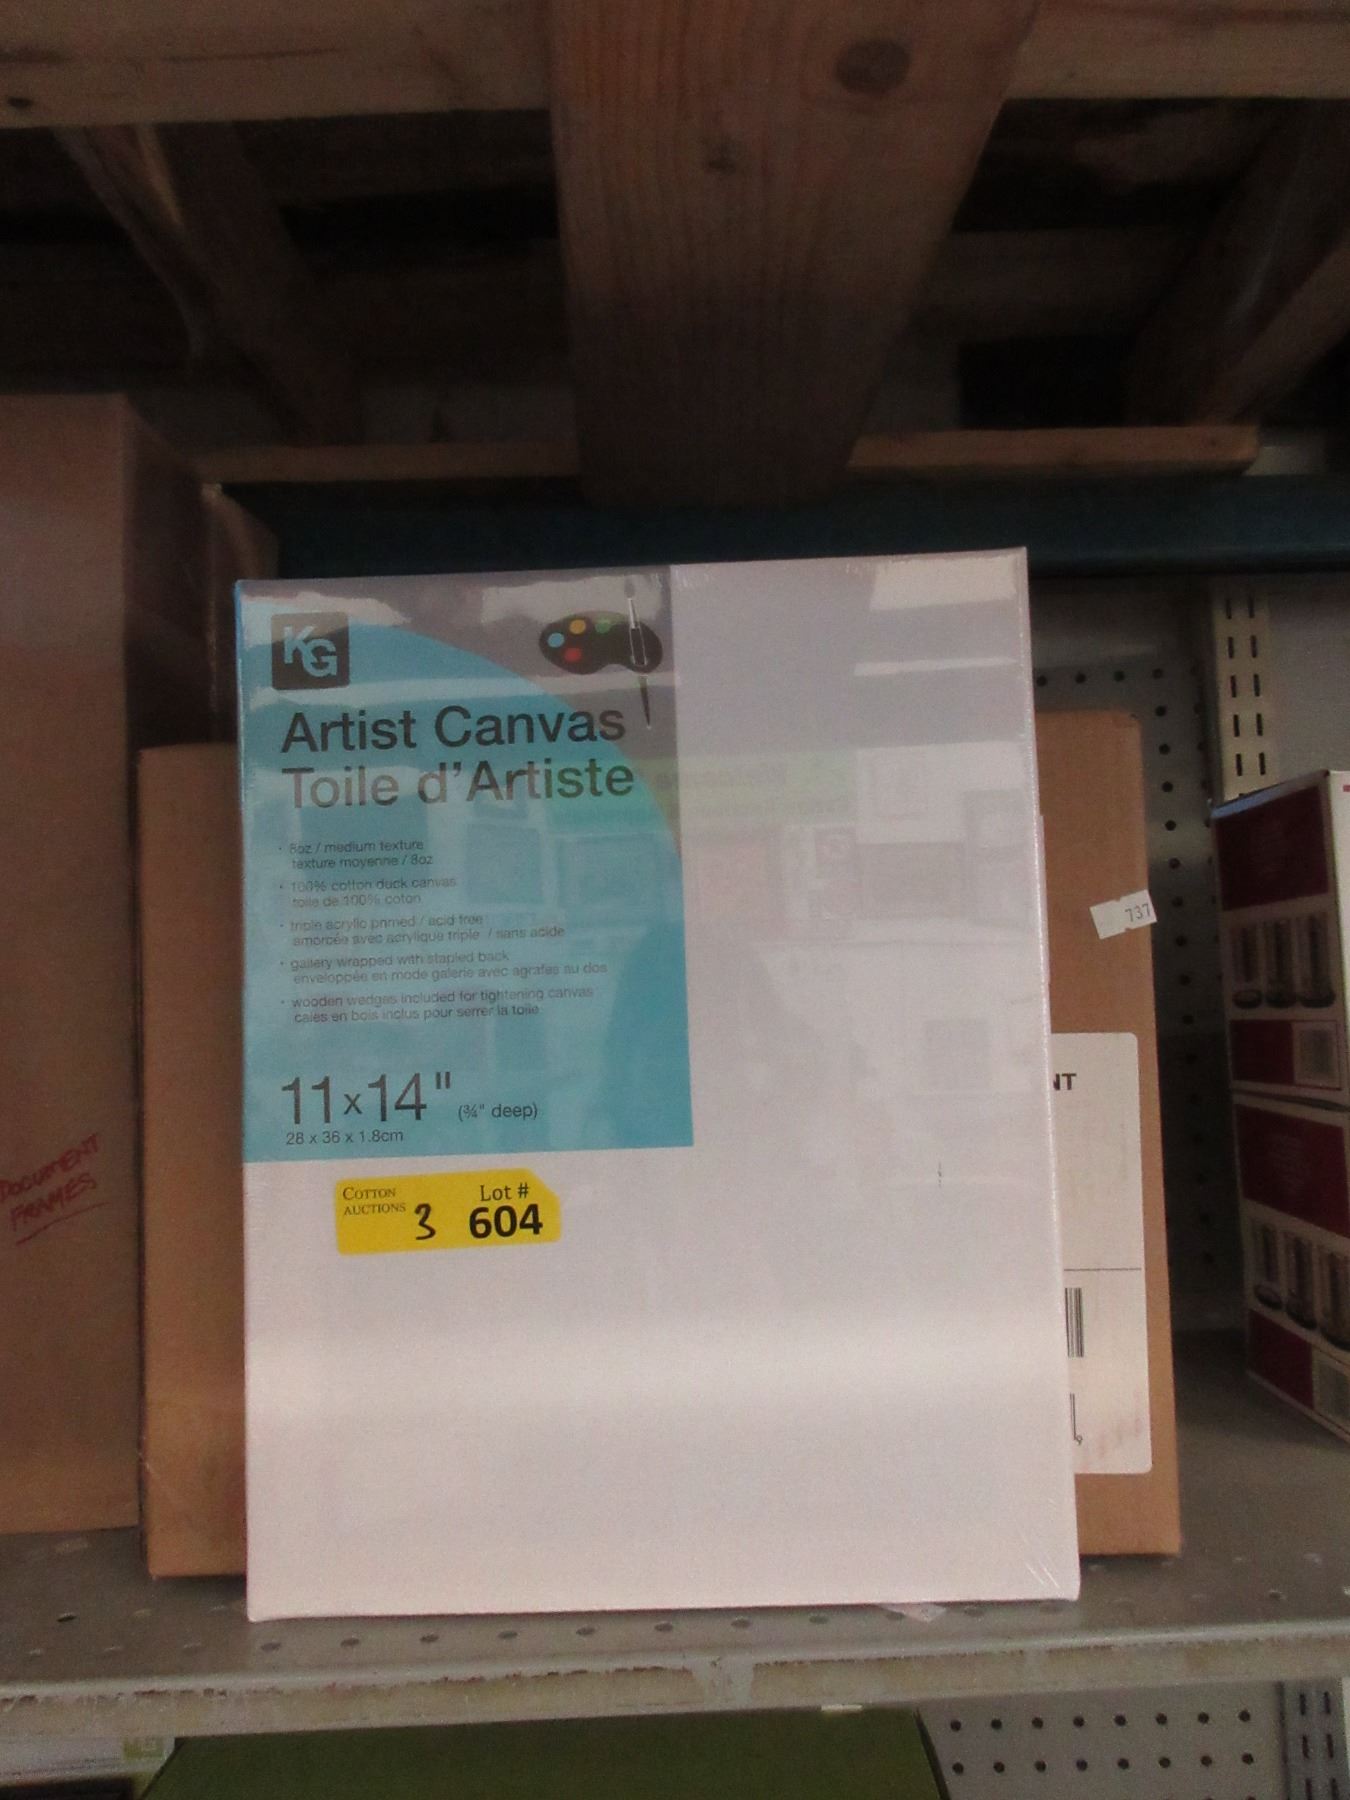 KG
Artist Canvas
Toile d'Artiste
• 8oz / medium texture
texture moyenne / 8oz
• 100% cotton duck canvas
toile de 100% coton
• triple acrylic primed / acid free
amorcée avec acrylique triple / sans acide
• gallery wrapped with stapled back
enveloppée en mode galerie avec agrafes au dos
• wooden wedges included for tightening canvas
cales en bois inclus pour serrer la toile
11x14" (¾" deep)
28 x 36 x 1.8cm
COTTON
AUCTIONS
3
Lot #
604
737
NT
9
DOCUMENT
FRAMES